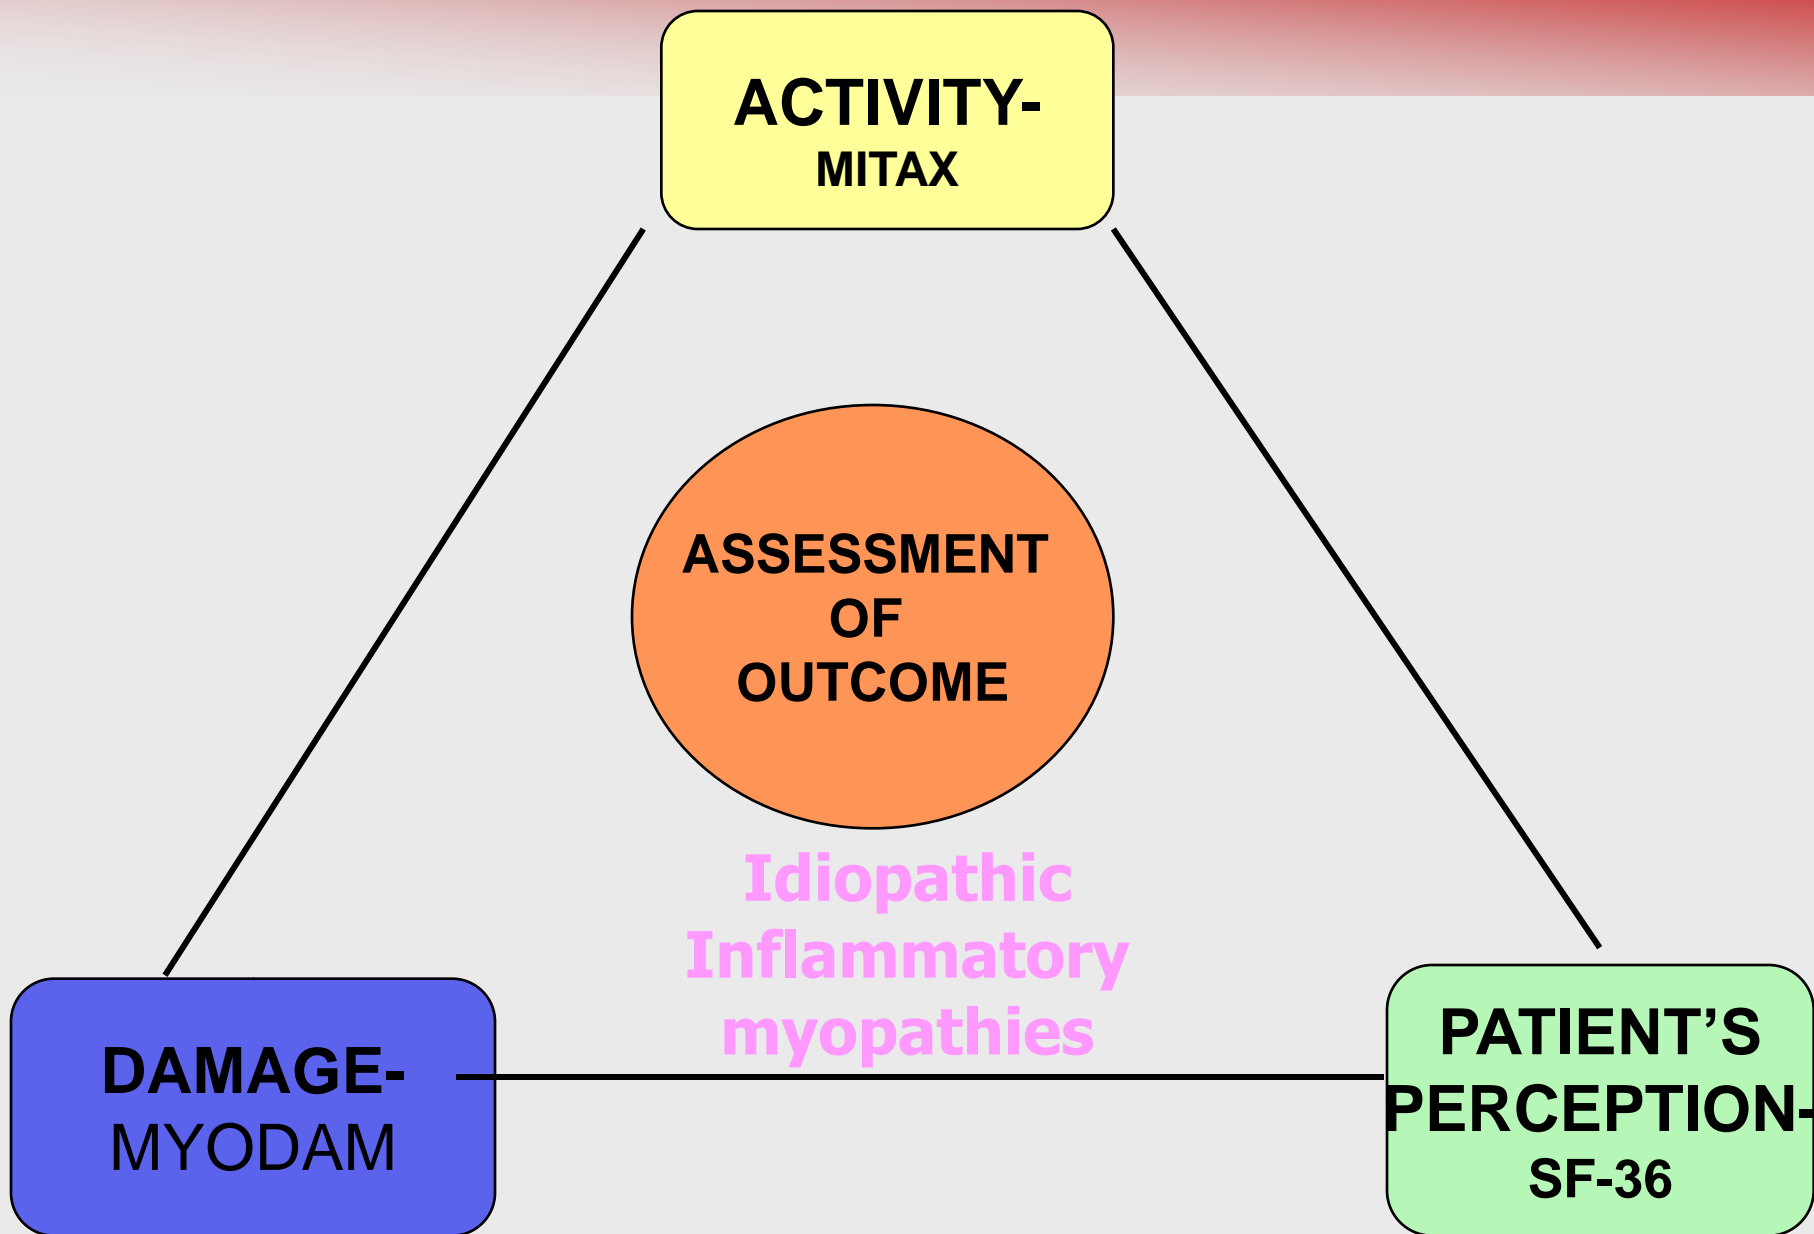 ACTIVITY-
MITAX
ASSESSMENT
OF
OUTCOME
Idiopathic
Inflammatory
myopathies
DAMAGE-
MYODAM
PATIENT’S
PERCEPTION-
SF-36